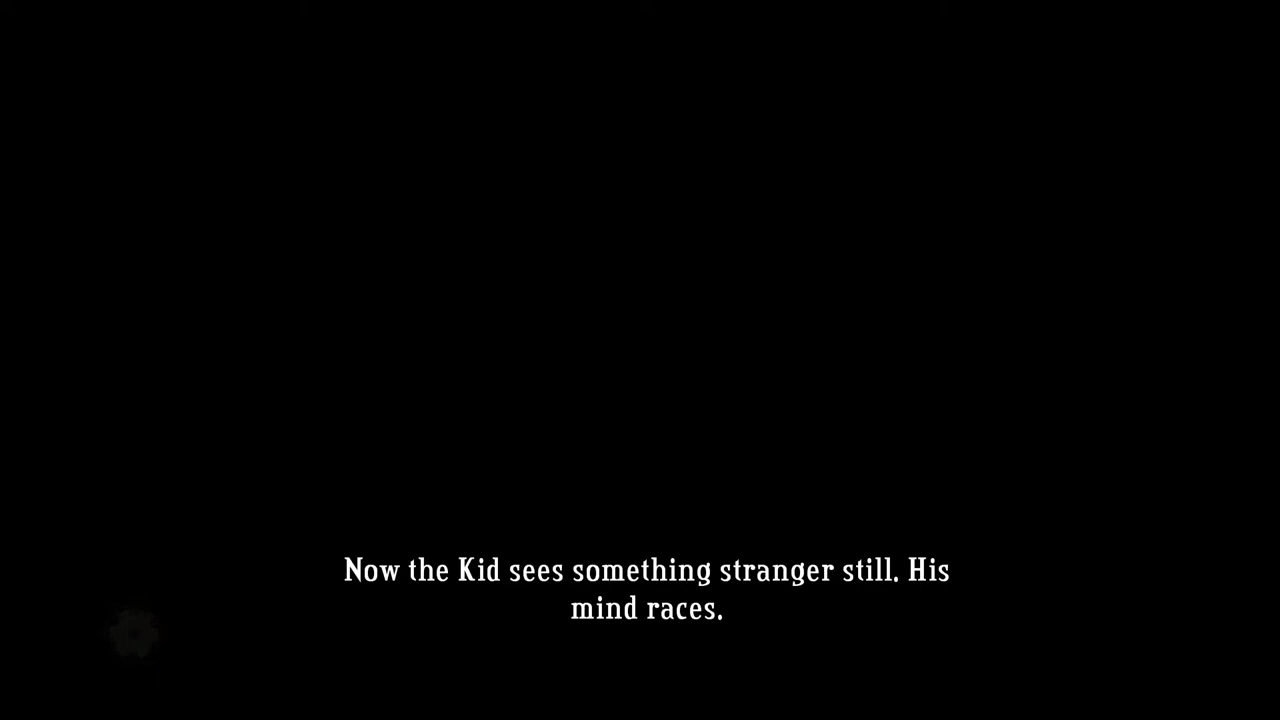 Now the Kid sees something stranger still. His
mind races.